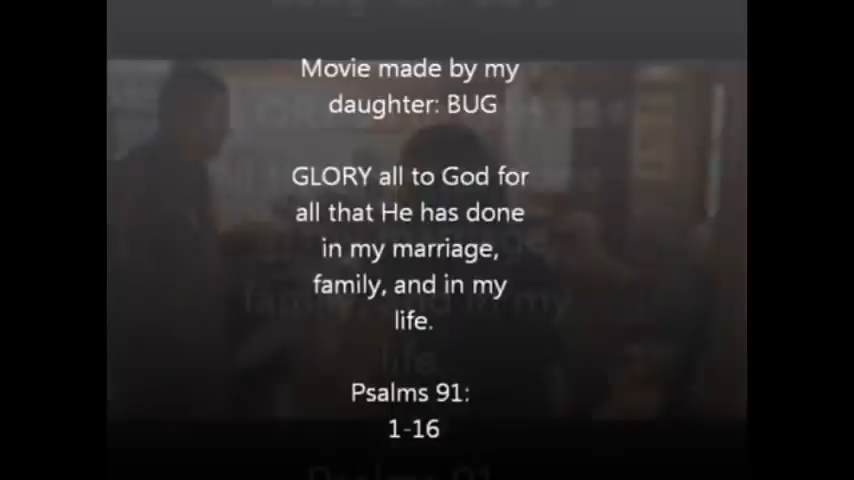 Movie made by my
daughter: BUG
GLORY all to God for
all that He has done
in my marriage,
family, and in my
life.
Psalms 91:
1-16